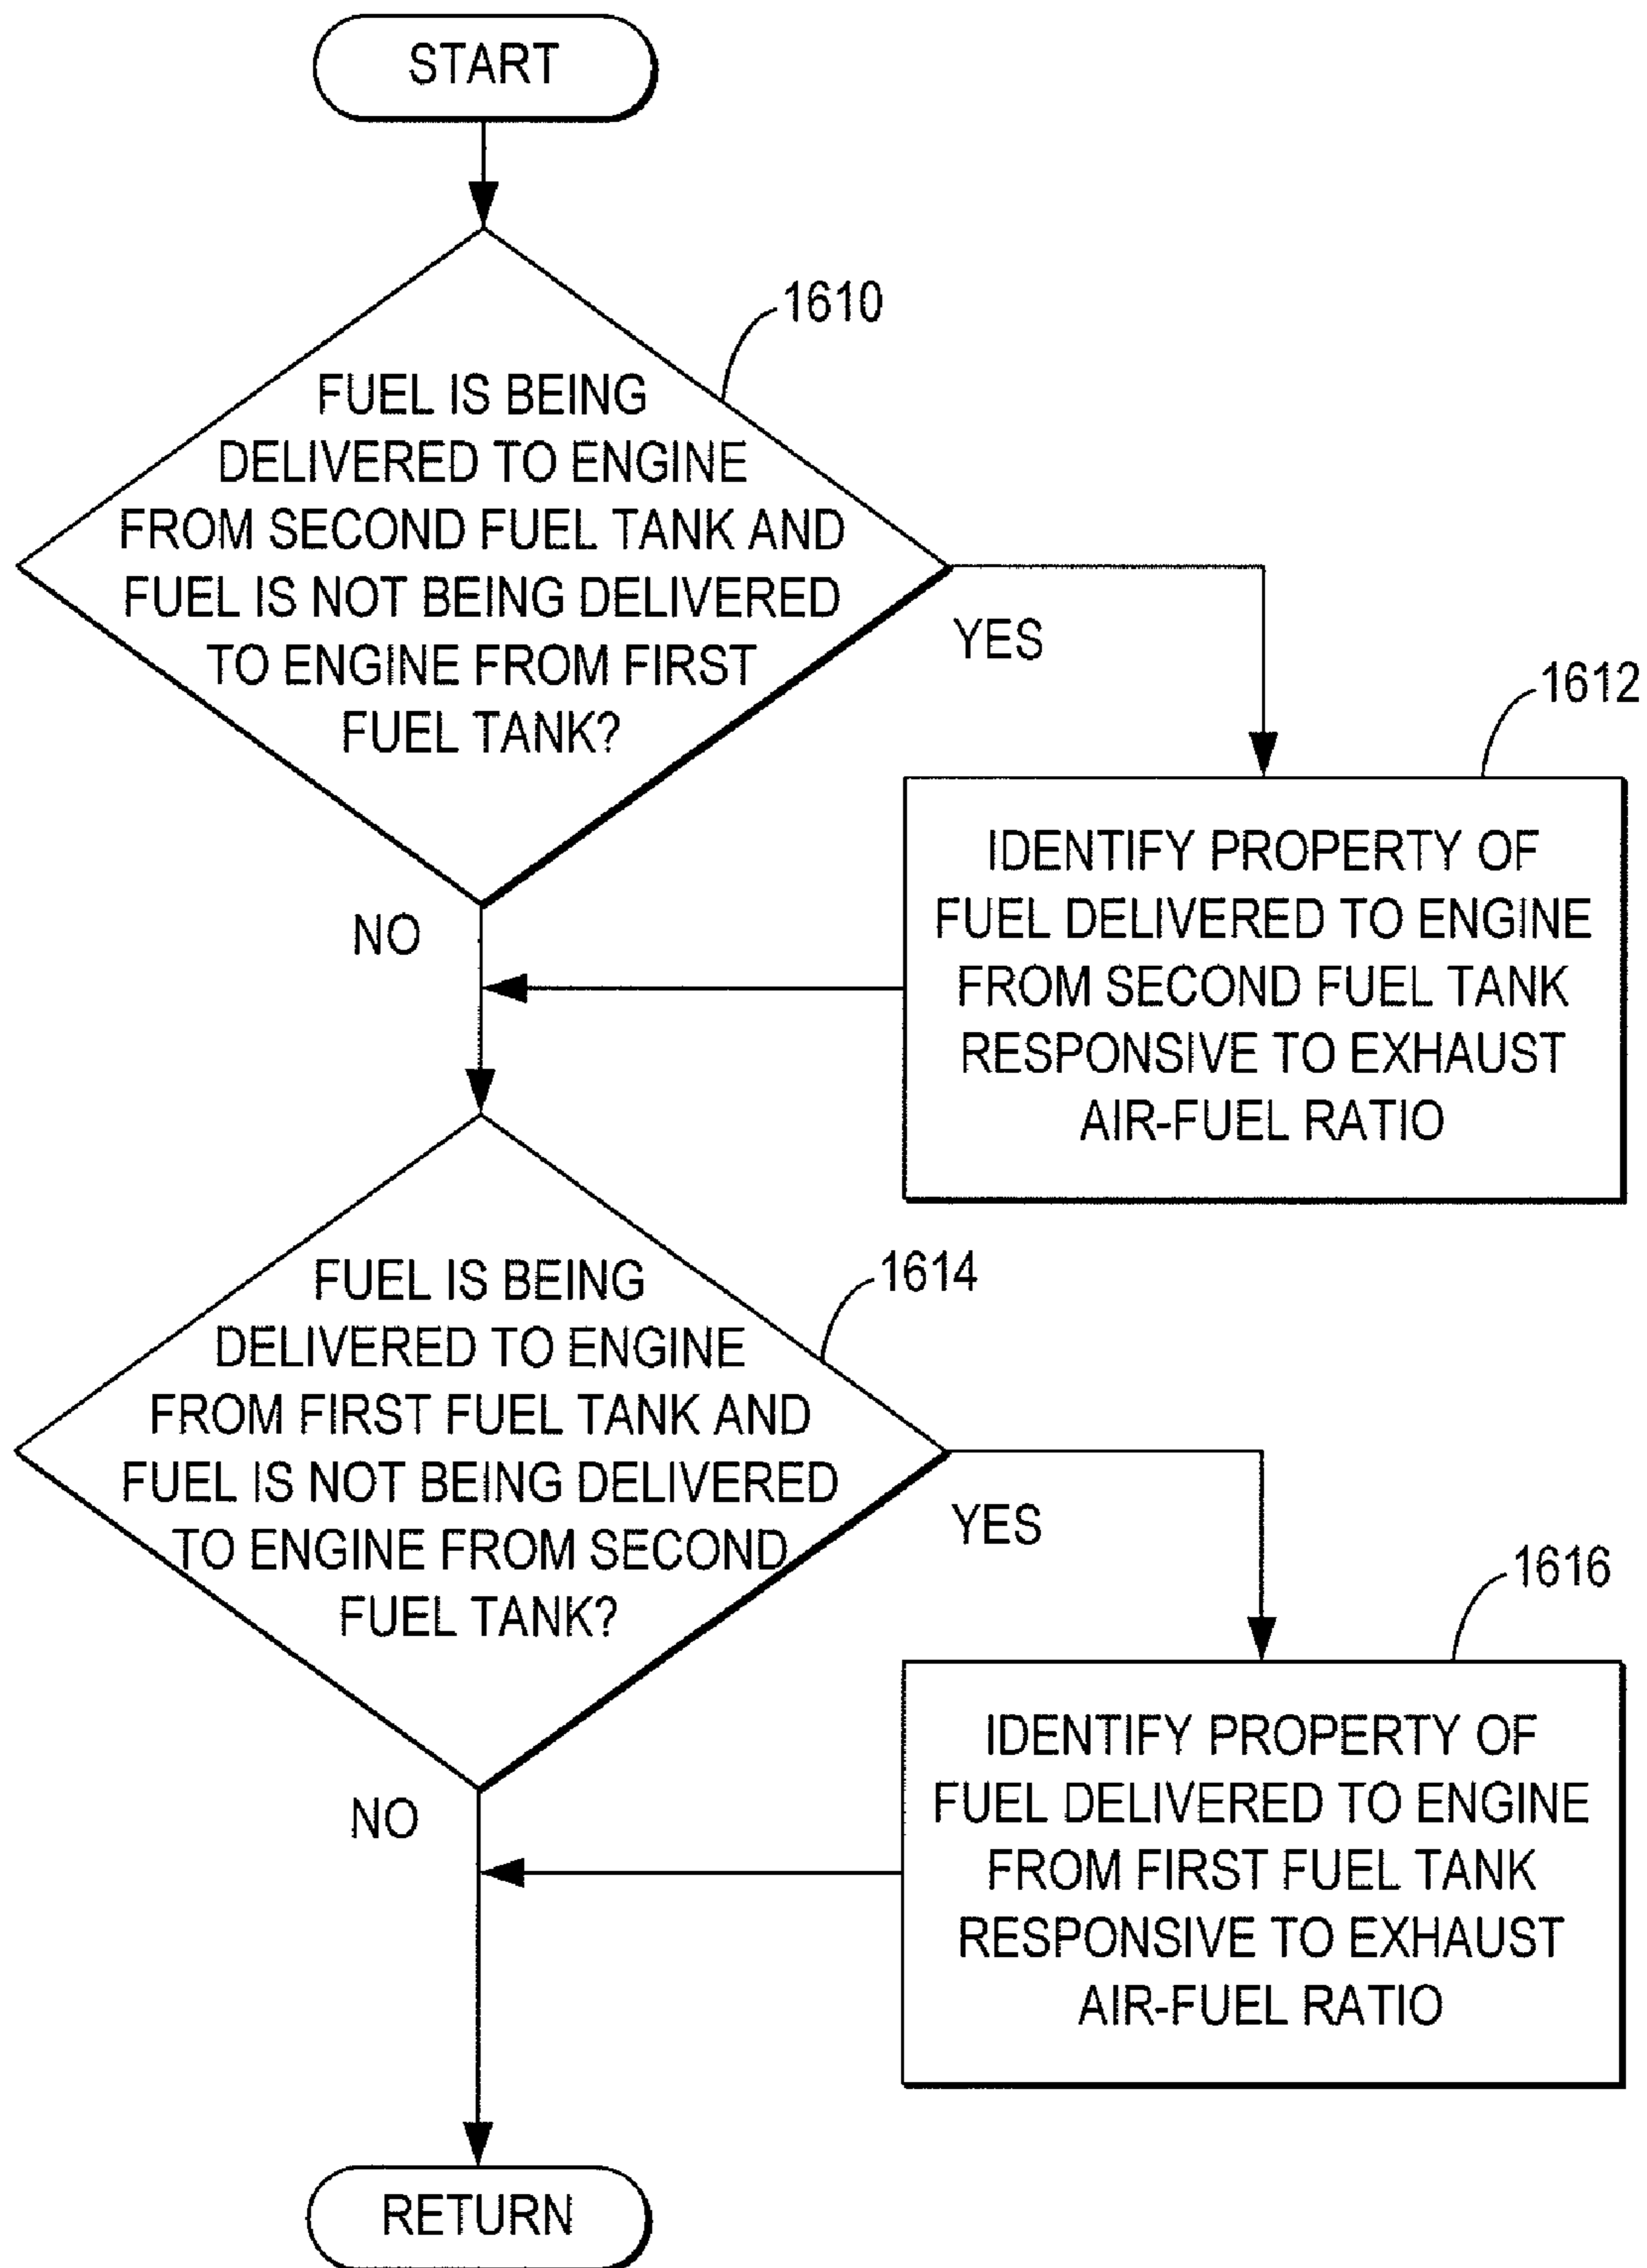 START
1610
FUEL IS BEING
DELIVERED TO ENGINE
FROM SECOND FUEL TANK AND
FUEL IS NOT BEING DELIVERED
TO ENGINE FROM FIRST
FUEL TANK?
YES
NO
1612
IDENTIFY PROPERTY OF
FUEL DELIVERED TO ENGINE
FROM SECOND FUEL TANK
RESPONSIVE TO EXHAUST
AIR-FUEL RATIO
1614
FUEL IS BEING
DELIVERED TO ENGINE
FROM FIRST FUEL TANK AND
FUEL IS NOT BEING DELIVERED
TO ENGINE FROM SECOND
FUEL TANK?
YES
NO
1616
IDENTIFY PROPERTY OF
FUEL DELIVERED TO ENGINE
FROM FIRST FUEL TANK
RESPONSIVE TO EXHAUST
AIR-FUEL RATIO
RETURN